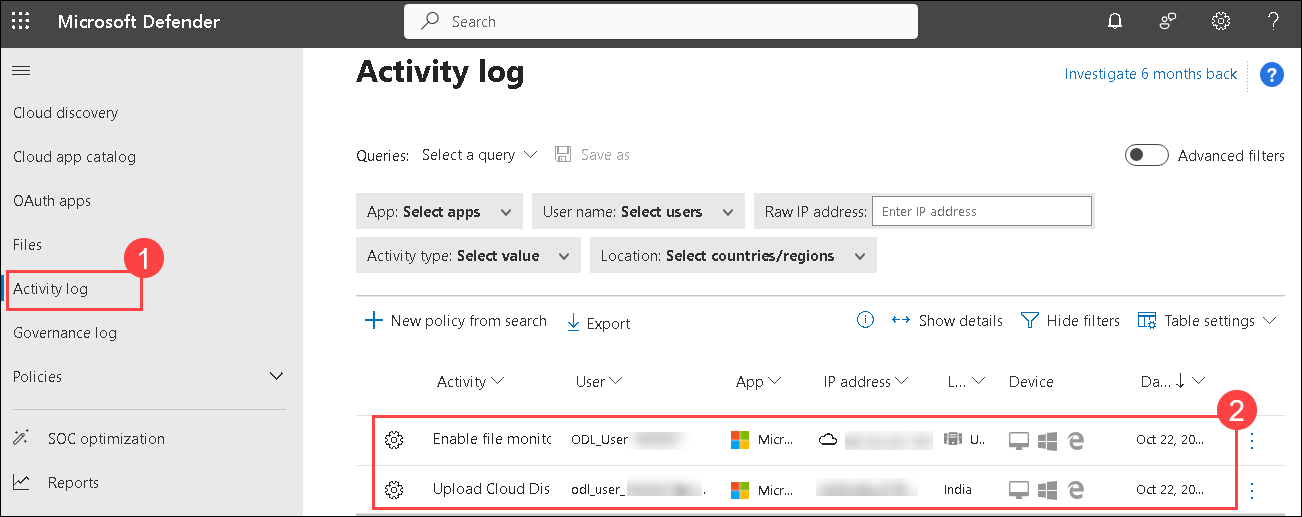 Microsoft Defender
Search
Cloud discovery
Cloud app catalog
OAuth apps
Files
Activity log
1
Governance log
Policies
SOC optimization
Reports
Activity log
Investigate 6 months back
?
Queries: Select a query Save as Advanced filters
App: Select apps User name: Select users Raw IP address: Enter IP address
Activity type: Select value Location: Select countries/regions
New policy from search Export Show details Hide filters Table settings
Activity User App IP address L... Device Da...
2
Enable file monito ODL_User Micr... U.. Oct 22, 20...
Upload Cloud Dis odl_user_ . Micr... India Oct 22, 20...